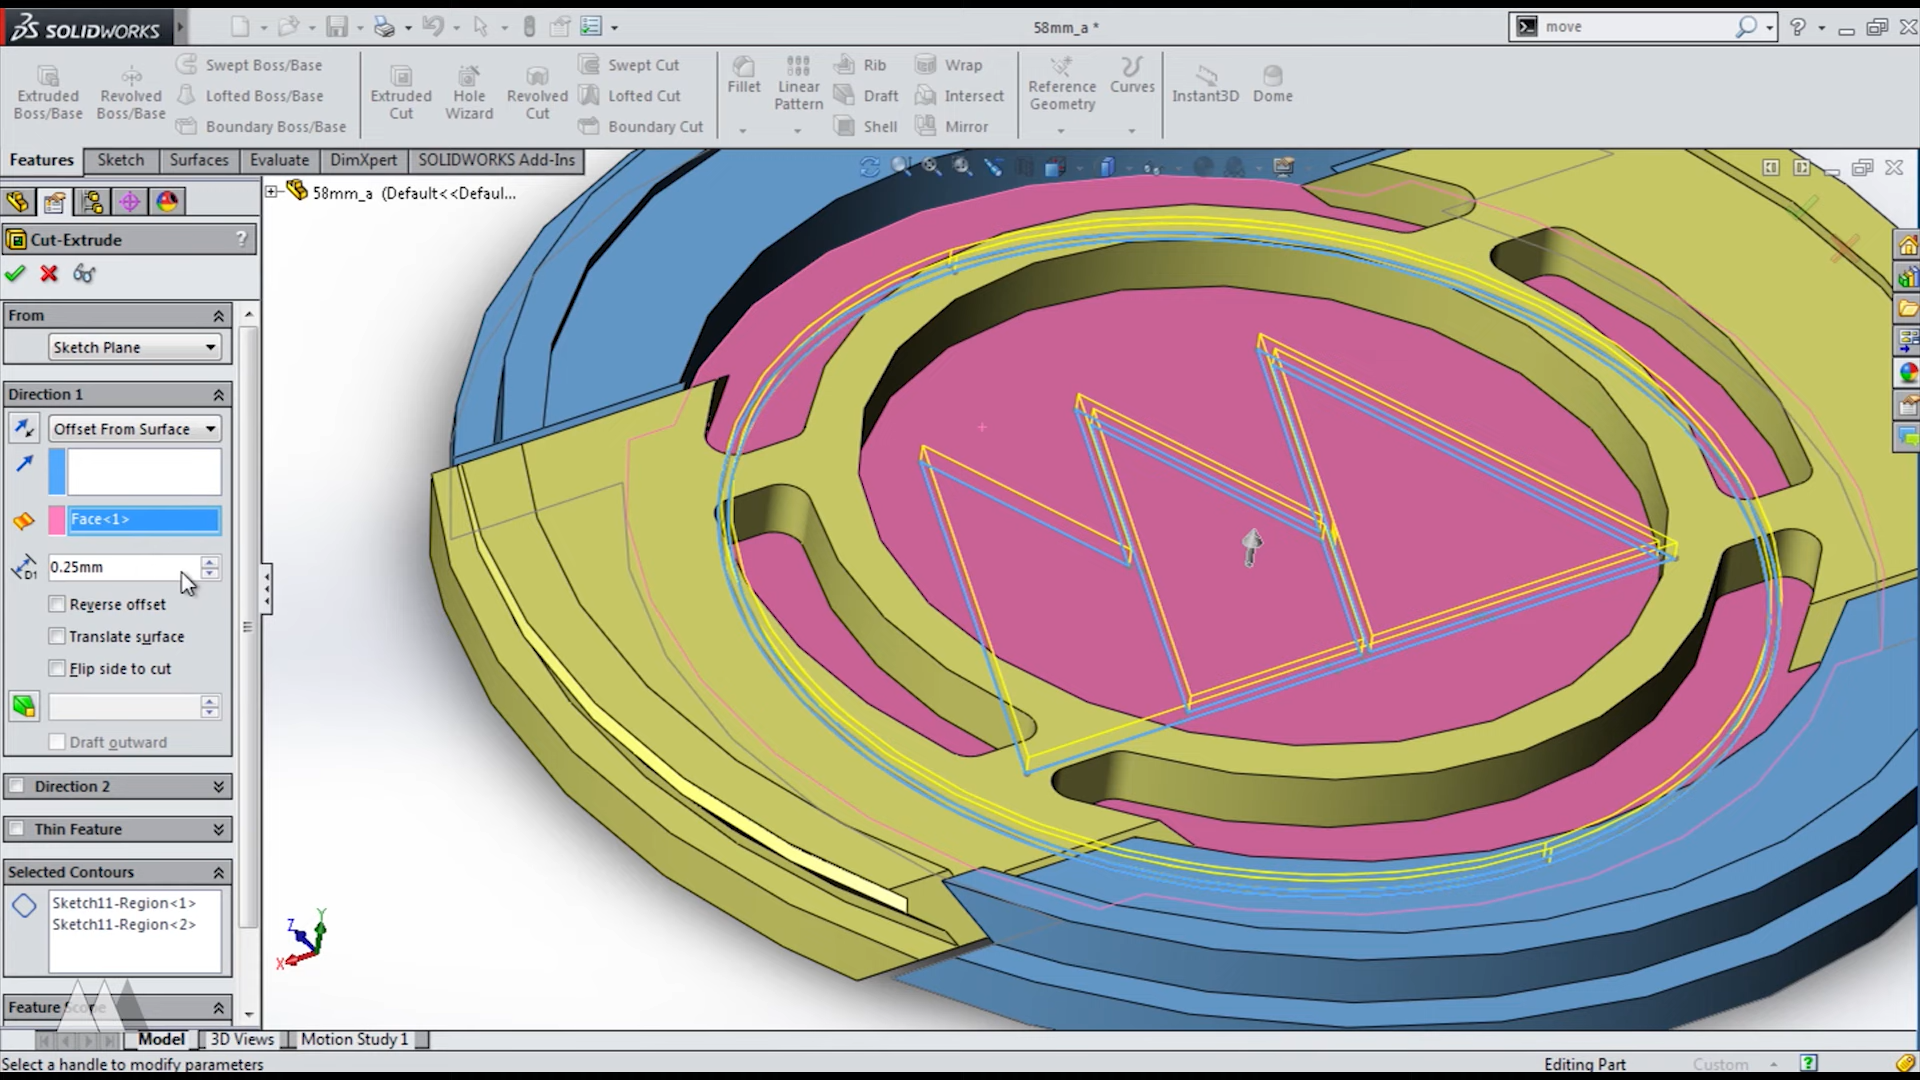 SOLIDWORKS
58mm_a *
move
Extruded Boss/Base
Revolved Boss/Base
Swept Boss/Base
Lofted Boss/Base
Boundary Boss/Base
Extruded Cut
Hole Wizard
Revolved Cut
Swept Cut
Lofted Cut
Boundary Cut
Fillet
Linear Pattern
Rib
Draft
Shell
Wrap
Intersect
Mirror
Reference Geometry
Curves
Instant3D
Dome
Features
Sketch
Surfaces
Evaluate
DimXpert
SOLIDWORKS Add-Ins
58mm_a (Default<<Defaul...
Cut-Extrude
?
From
Sketch Plane
Direction 1
Offset From Surface
Face<1>
D1
0.25mm
Reverse offset
Translate surface
Flip side to cut
Draft outward
Direction 2
Thin Feature
Selected Contours
Sketch11-Region<1>
Sketch11-Region<2>
Z
Y
X
Model
3D Views
Motion Study 1
Select a handle to modify parameters
Editing Part
Custom
?